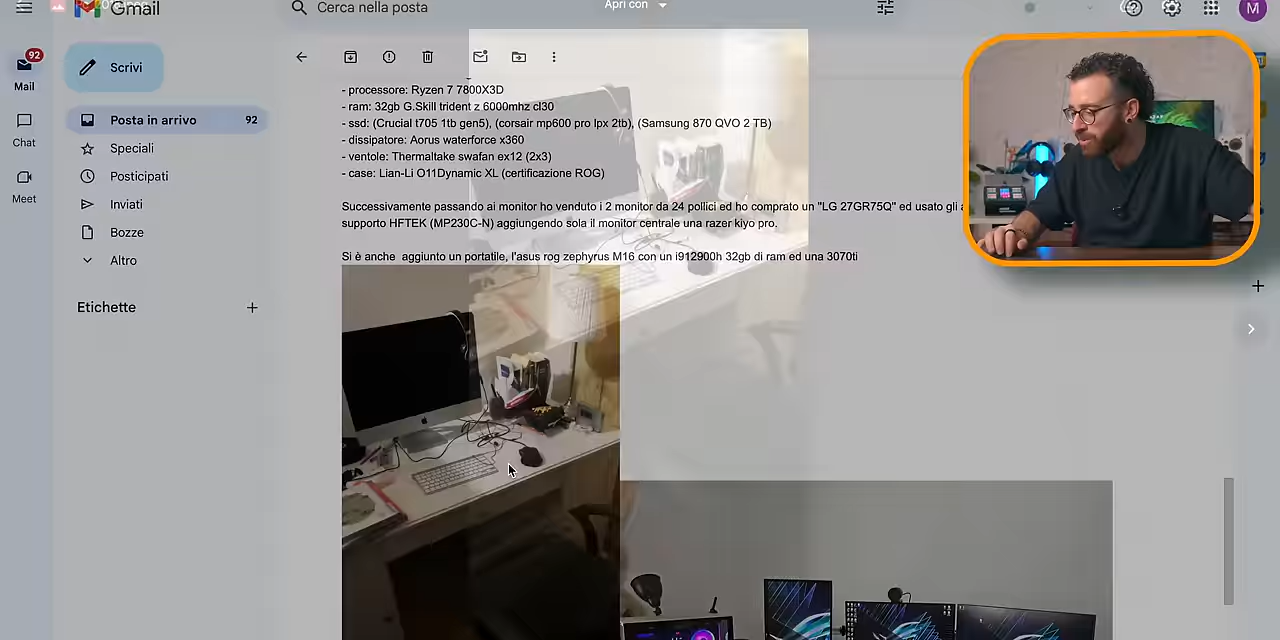 Gmail
Cerca nella posta
Apri con
M
92
Mail
Chat
Meet
Scrivi
Posta in arrivo 92
Speciali
Posticipati
Inviati
Bozze
Altro
Etichette
- processore: Ryzen 7 7800X3D
- ram: 32gb G.Skill trident z 6000mhz cl30
- ssd: (Crucial t705 1tb gen5), (corsair mp600 pro lpx 2tb), (Samsung 870 QVO 2 TB)
- dissipatore: Aorus waterforce x360
- ventole: Thermaltake swafan ex12 (2x3)
- case: Lian-Li O11Dynamic XL (certificazione ROG)
Successivamente passando ai monitor ho venduto i 2 monitor da 24 pollici ed ho comprato un "LG 27GR75Q" ed usato gli
supporto HFTEK (MP230C-N) aggiungendo sola il monitor centrale una razer kiyo pro.
Si è anche  aggiunto un portatile, l'asus rog zephyrus M16 con un i912900h 32gb di ram ed una 3070ti